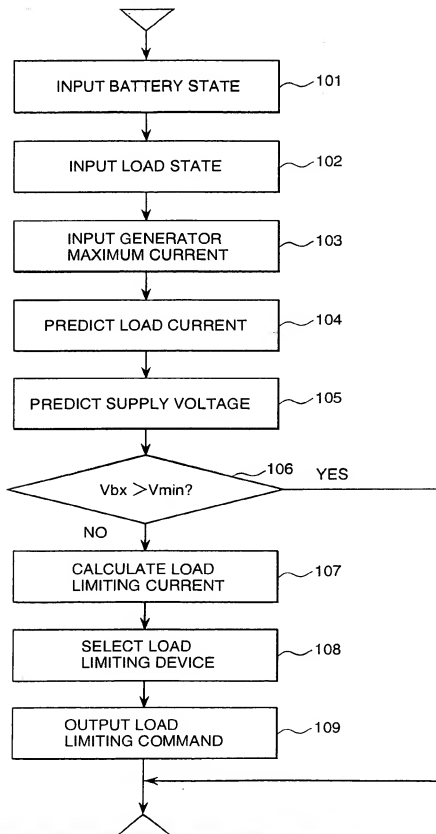 INPUT BATTERY STATE
101
INPUT LOAD STATE
102
INPUT GENERATOR
MAXIMUM CURRENT
103
PREDICT LOAD CURRENT
104
PREDICT SUPPLY VOLTAGE
105
106
Vbx >Vmin?
YES
NO
CALCULATE LOAD
LIMITING CURRENT
107
SELECT LOAD
LIMITING DEVICE
108
OUTPUT LOAD
LIMITING COMMAND
109